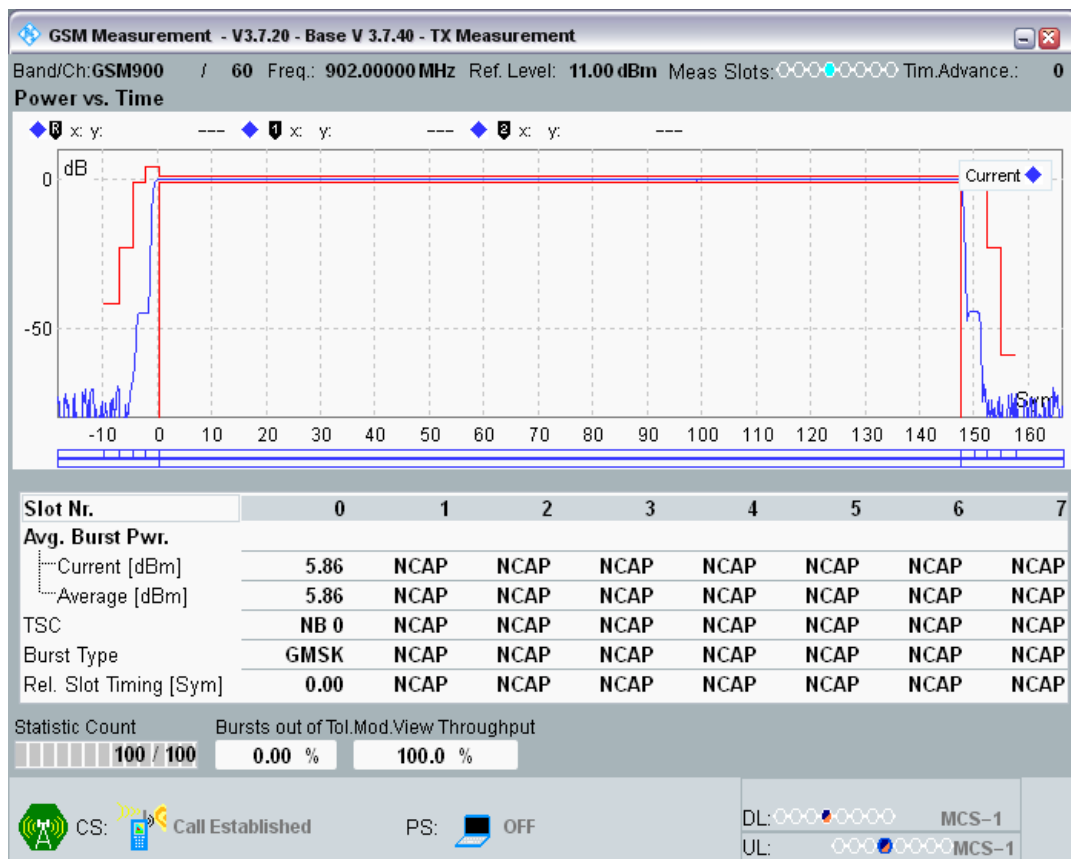 GSM Measurement - V3.7.20 - Base V 3.7.40 - TX Measurement
Band/Ch:GSM900 / 60 Freq.: 902.00000 MHz Ref. Level: 11.00 dBm Meas Slots: Tim.Advance.: 0
Power vs. Time
R x: y: --- 1 x: y: --- 2 x: y: ---
dB
Current
0
-50
Sym
-10 0 10 20 30 40 50 60 70 80 90 100 110 120 130 140 150 160
Slot Nr. 0 1 2 3 4 5 6 7
Avg. Burst Pwr.
Current [dBm] 5.86 NCAP NCAP NCAP NCAP NCAP NCAP NCAP
Average [dBm] 5.86 NCAP NCAP NCAP NCAP NCAP NCAP NCAP
TSC NB 0 NCAP NCAP NCAP NCAP NCAP NCAP NCAP
Burst Type GMSK NCAP NCAP NCAP NCAP NCAP NCAP NCAP
Rel. Slot Timing [Sym] 0.00 NCAP NCAP NCAP NCAP NCAP NCAP NCAP
Statistic Count Bursts out of Tol.Mod.View Throughput
100 / 100 0.00 % 100.0 %
CS: Call Established PS: OFF DL: MCS-1
UL: MCS-1